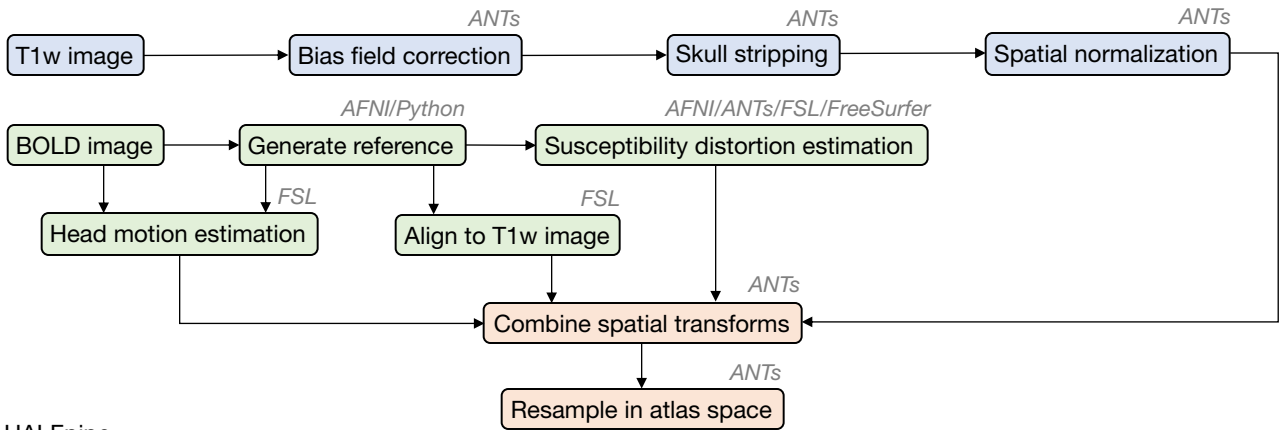 ANTs
ANTs
ANTs
T1w image
Bias field correction
Skull stripping
Spatial normalization
AFNI/Python
AFNI/ANTs/FSL/FreeSurfer
BOLD image
Generate reference
Susceptibility distortion estimation
FSL
FSL
Head motion estimation
Align to T1w image
ANTs
Combine spatial transforms
ANTs
Resample in atlas space